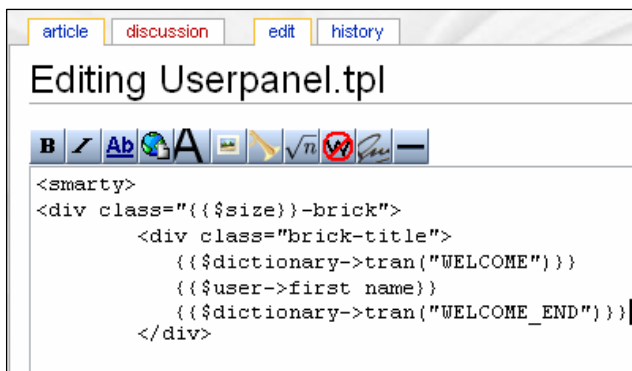 article discussion edit history
Editing Userpanel.tpl
B I Ab A √n W
<smarty>
<div class="{{$size}}-brick">
<div class="brick-title">
{{$dictionary->tran("WELCOME")}}
{{$user->first name}}
{{$dictionary->tran("WELCOME_END")}}
</div>